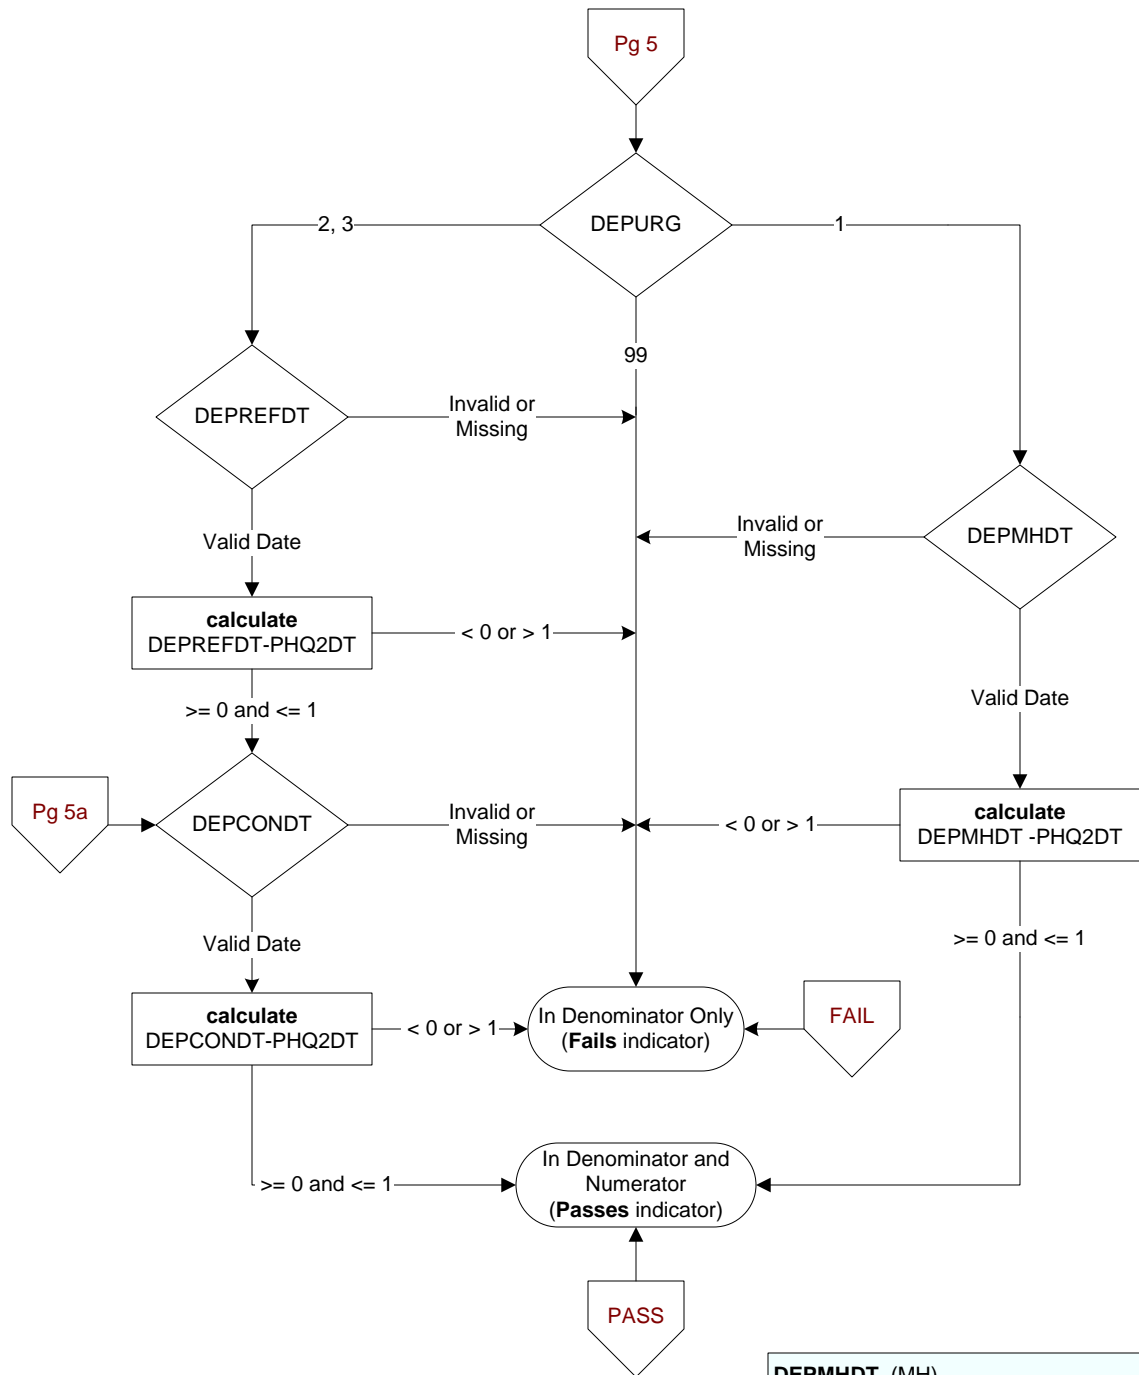 Pg 5
DEPURG
2, 3
1
99
DEPREFDT
Invalid or
Missing
Valid Date
Invalid or
Missing
DEPMHDT
calculate
DEPREFDT-PHQ2DT
< 0 or > 1
>= 0 and <= 1
Valid Date
Pg 5a
DEPCONDT
Invalid or
Missing
< 0 or > 1
calculate
DEPMHDT -PHQ2DT
Valid Date
>= 0 and <= 1
calculate
DEPCONDT-PHQ2DT
< 0 or > 1
In Denominator Only
(Fails indicator)
FAIL
>= 0 and <= 1
In Denominator and
Numerator
(Passes indicator)
PASS
DEPMHDT (MH)